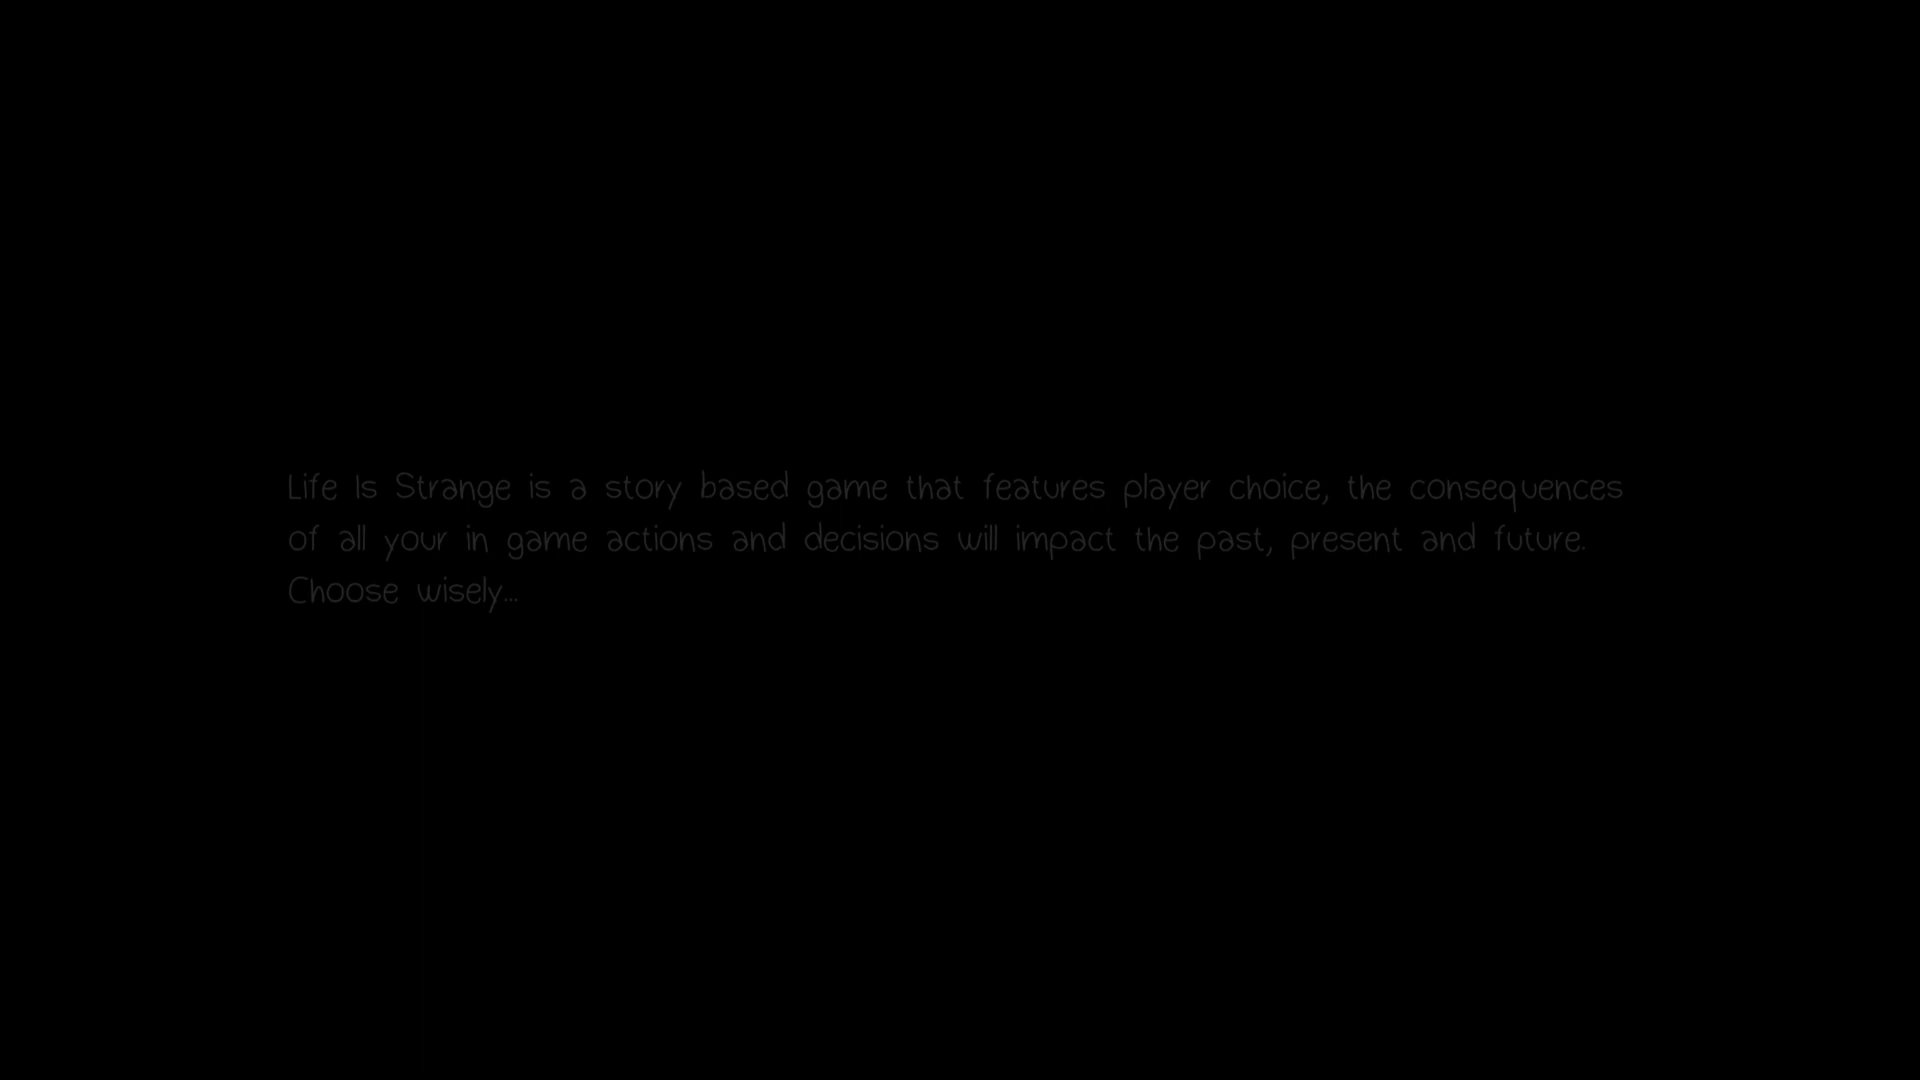 Life Is Strange is a story based game that features player choice, the consequences
of all your in game actions and decisions will impact the past, present and future.
Choose wisely...